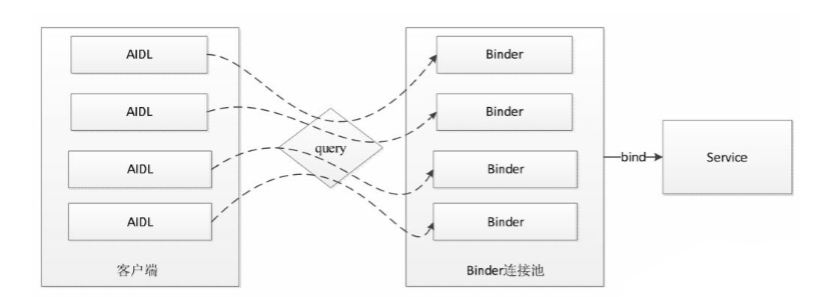 AIDL
AIDL
AIDL
AIDL
客户端
query
Binder
Binder
Binder
Binder
Binder连接池
bind
Service